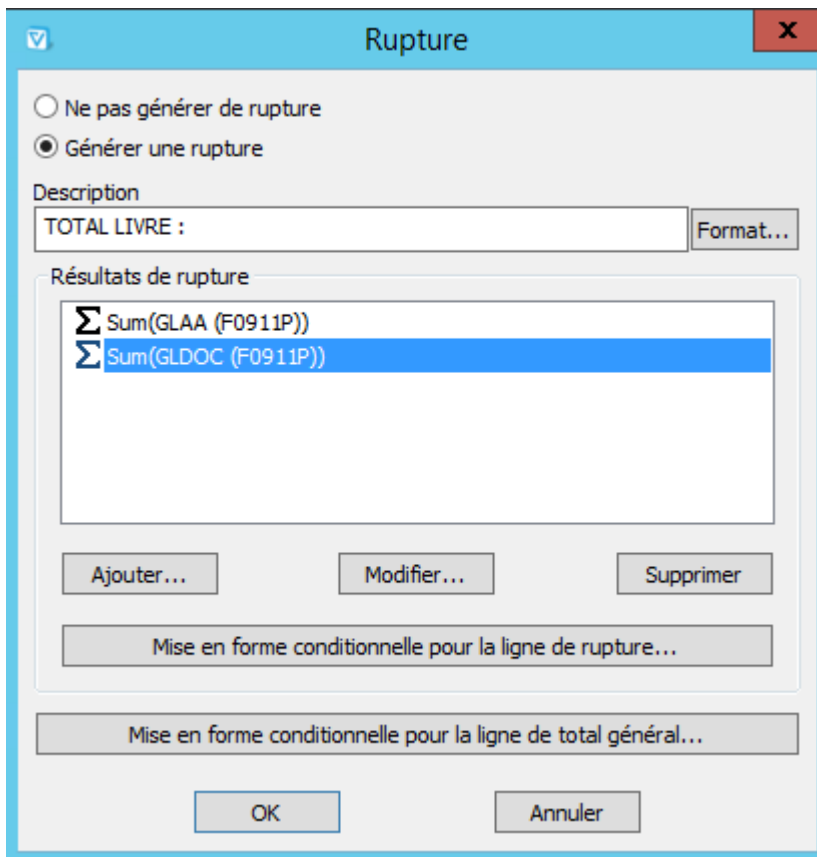 Rupture
x
Ne pas générer de rupture
Générer une rupture
Description
TOTAL LIVRE :
Format...
Résultats de rupture
Σ Sum(GLAA (F0911P))
Σ Sum(GLDOC (F0911P))
Ajouter...
Modifier...
Supprimer
Mise en forme conditionnelle pour la ligne de rupture...
Mise en forme conditionnelle pour la ligne de total général...
OK
Annuler